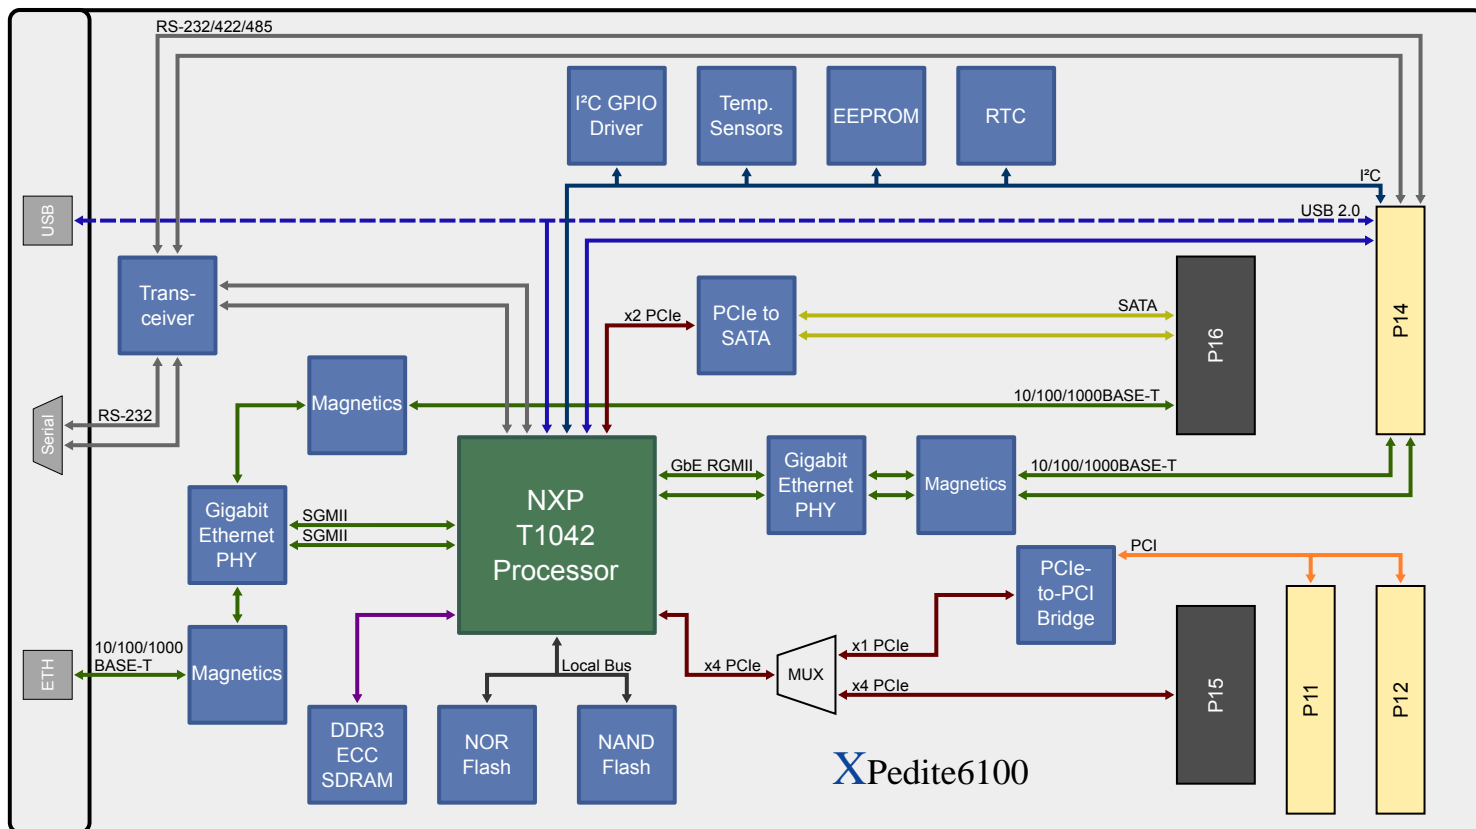 RS-232/422/485
I²C GPIO
Driver
Temp.
Sensors
EEPROM
RTC
I²C
USB
USB 2.0
Trans-
ceiver
x2 PCIe
PCIe to
SATA
SATA
P16
P14
Magnetics
10/100/1000BASE-T
Serial
RS-232
NXP
T1042
Processor
GbE RGMII
Gigabit
Ethernet
PHY
Magnetics
10/100/1000BASE-T
Gigabit
Ethernet
PHY
SGMII
SGMII
PCIe-
to-PCI
Bridge
PCI
ETH
10/100/1000
BASE-T
Magnetics
Local Bus
x4 PCIe
MUX
x1 PCIe
x4 PCIe
P15
P11
P12
DDR3
ECC
SDRAM
NOR
Flash
NAND
Flash
XPedite6100